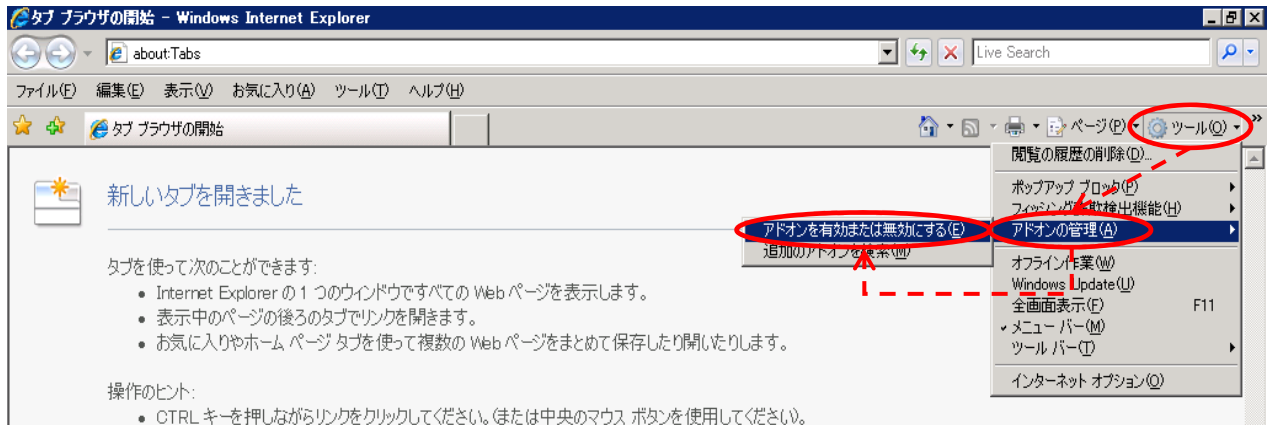 タブ ブラウザの開始 - Windows Internet Explorer
about:Tabs
Live Search
ファイル(F) 編集(E) 表示(V) お気に入り(A) ツール(T) ヘルプ(H)
タブ ブラウザの開始
ページ(P) ツール(O)
閲覧の履歴の削除(D)...
新しいタブを開きました
ポップアップ ブロック(P)
フィッシング詐欺検出機能(H)
アドオンを有効または無効にする(E)
アドオンの管理(A)
追加のアドオンを検索(M)
タブを使って次のことができます:
オフライン作業(W)
Windows Update(U)
• Internet Explorer の 1 つのウィンドウですべての Web ページを表示します。
全画面表示(F) F11
• 表示中のページの後ろのタブでリンクを開きます。
メニュー バー(M)
• お気に入りやホーム ページ タブを使って複数の Web ページをまとめて保存したり開いたりします。
ツール バー(T)
インターネット オプション(O)
操作のヒント:
• CTRL キーを押しながらリンクをクリックしてください。(または中央のマウス ボタンを使用してください)。